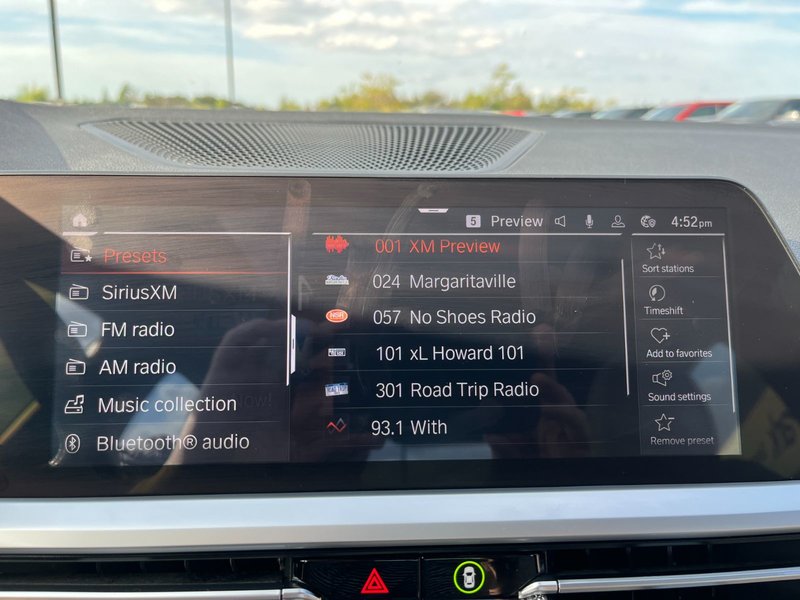 5 Preview 4:52pm
Presets
SiriusXM
FM radio
AM radio
Music collection
Bluetooth® audio
001 XM Preview
024 Margaritaville
NSR 057 No Shoes Radio
101 xL Howard 101
301 Road Trip Radio
93.1 With
Sort stations
Timeshift
Add to favorites
Sound settings
Remove preset